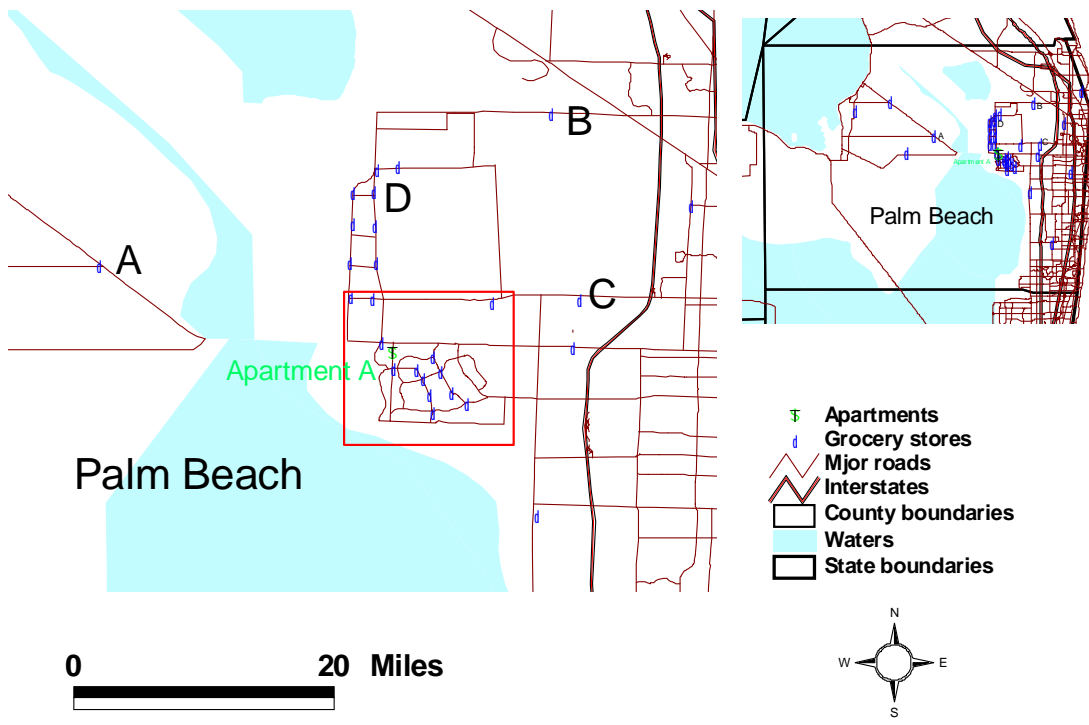 B
D
A
C
Apartment A
Palm Beach
B
D
A
C
Apartment A
Palm Beach
Apartments
Grocery stores
Mjor roads
Interstates
County boundaries
Waters
State boundaries
0 20 Miles
N
W E
S